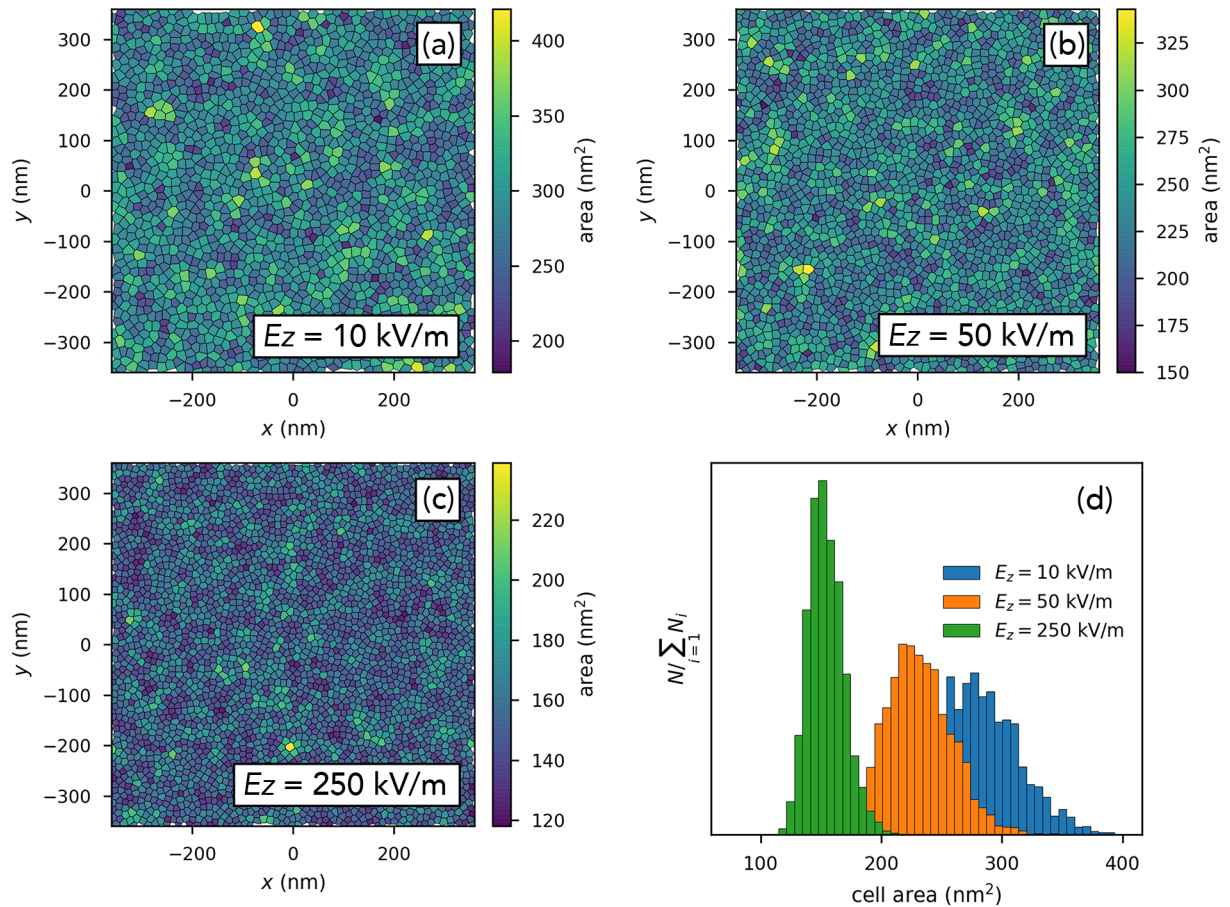 (a)
300
200
100
0
−100
−200
−300
y (nm)
−200
0
200
x (nm)
400
350
300
250
200
area (nm²)
Ez = 10 kV/m
(b)
300
200
100
0
−100
−200
−300
y (nm)
−200
0
200
x (nm)
325
300
275
250
225
200
175
150
area (nm²)
Ez = 50 kV/m
(c)
300
200
100
0
−100
−200
−300
y (nm)
−200
0
200
x (nm)
220
200
180
160
140
120
area (nm²)
Ez = 250 kV/m
(d)
E_z = 10 kV/m
E_z = 50 kV/m
E_z = 250 kV/m
N/ ∑_{i=1} N_i
100
200
300
400
cell area (nm²)